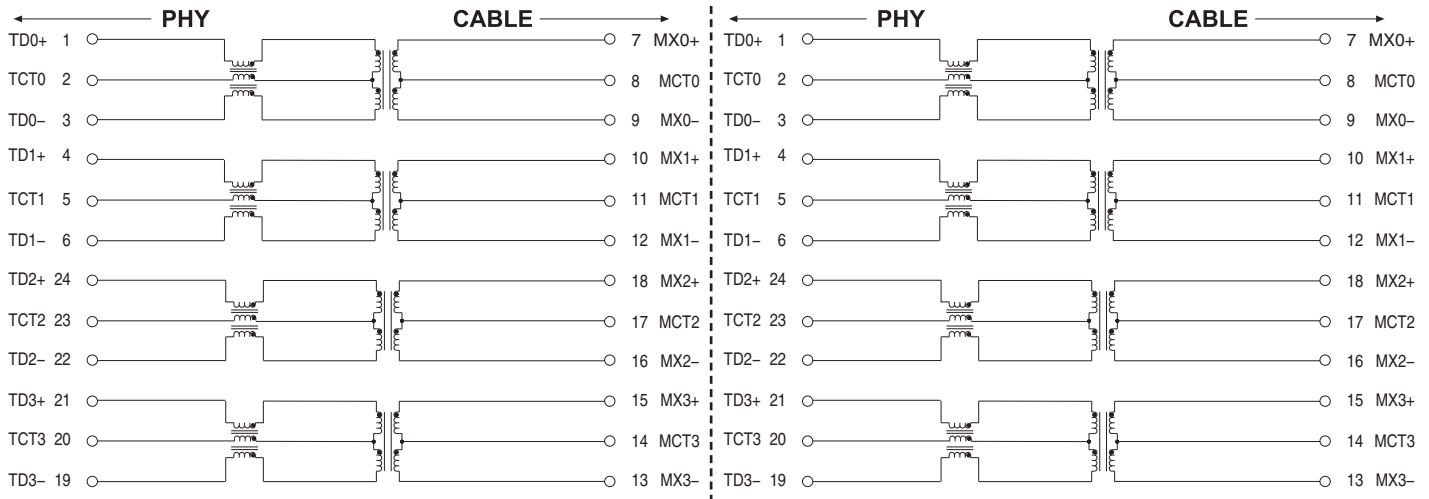 PHY CABLE
TD0+ 1 7 MX0+
TCT0 2 8 MCT0
TD0– 3 9 MX0–
TD1+ 4 10 MX1+
TCT1 5 11 MCT1
TD1– 6 12 MX1–
TD2+ 24 18 MX2+
TCT2 23 17 MCT2
TD2– 22 16 MX2–
TD3+ 21 15 MX3+
TCT3 20 14 MCT3
TD3– 19 13 MX3–
PHY CABLE
TD0+ 1 7 MX0+
TCT0 2 8 MCT0
TD0– 3 9 MX0–
TD1+ 4 10 MX1+
TCT1 5 11 MCT1
TD1– 6 12 MX1–
TD2+ 24 18 MX2+
TCT2 23 17 MCT2
TD2– 22 16 MX2–
TD3+ 21 15 MX3+
TCT3 20 14 MCT3
TD3– 19 13 MX3–